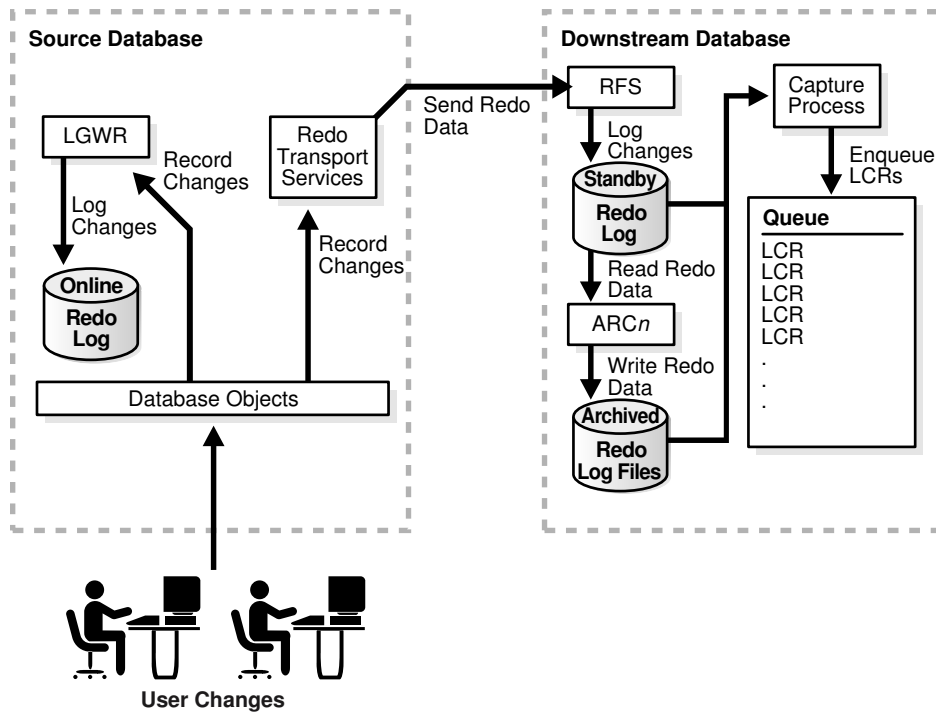 Source Database
LGWR
Record
Changes
Log
Changes
Online
Redo
Log
Redo
Transport
Services
Record
Changes
Database Objects
User Changes
Send Redo
Data
Downstream Database
RFS
Log
Changes
Standby
Redo
Log
Read Redo
Data
ARCn
Write Redo
Data
Archived
Redo
Log Files
Capture
Process
Enqueue
LCRs
Queue
LCR
LCR
LCR
LCR
LCR
.
.
.